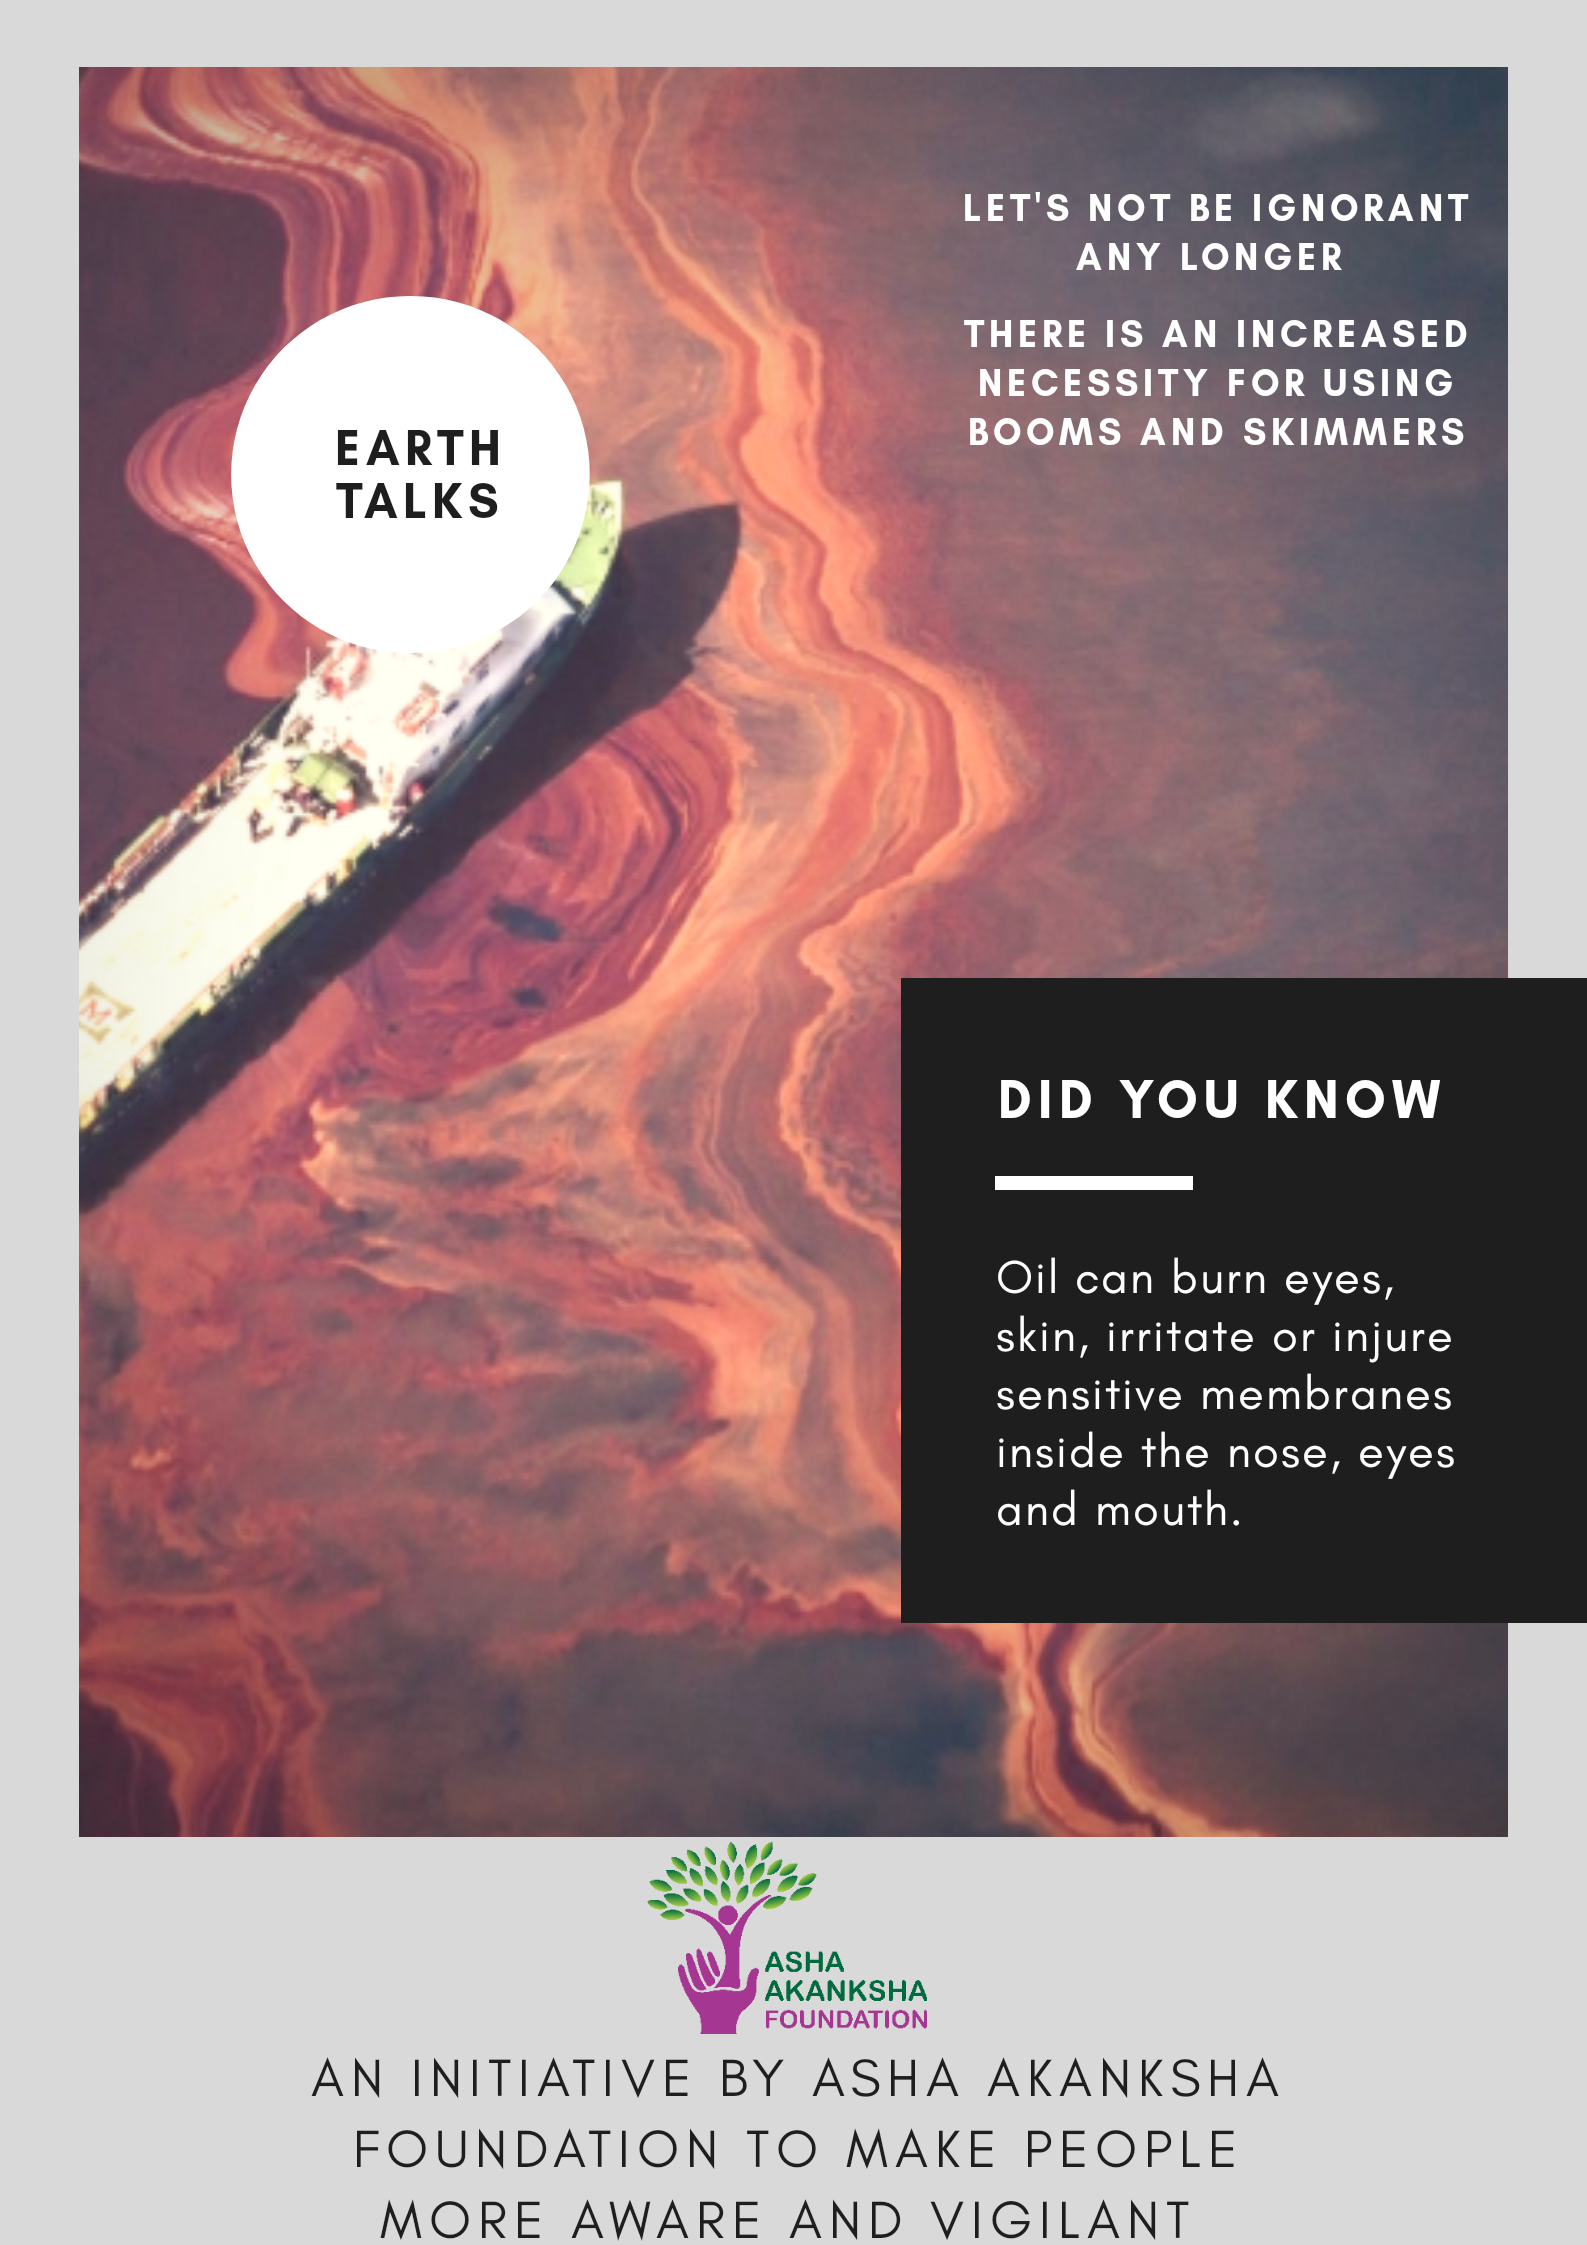 LET'S NOT BE IGNORANT
ANY LONGER
THERE IS AN INCREASED
NECESSITY FOR USING
BOOMS AND SKIMMERS
EARTH
TALKS
M
DID YOU KNOW
Oil can burn eyes,
skin, irritate or injure
sensitive membranes
inside the nose, eyes
and mouth.
ASHA
AKANKSHA
FOUNDATION
AN INITIATIVE BY ASHA AKANKSHA
FOUNDATION TO MAKE PEOPLE
MORE AWARE AND VIGILANT